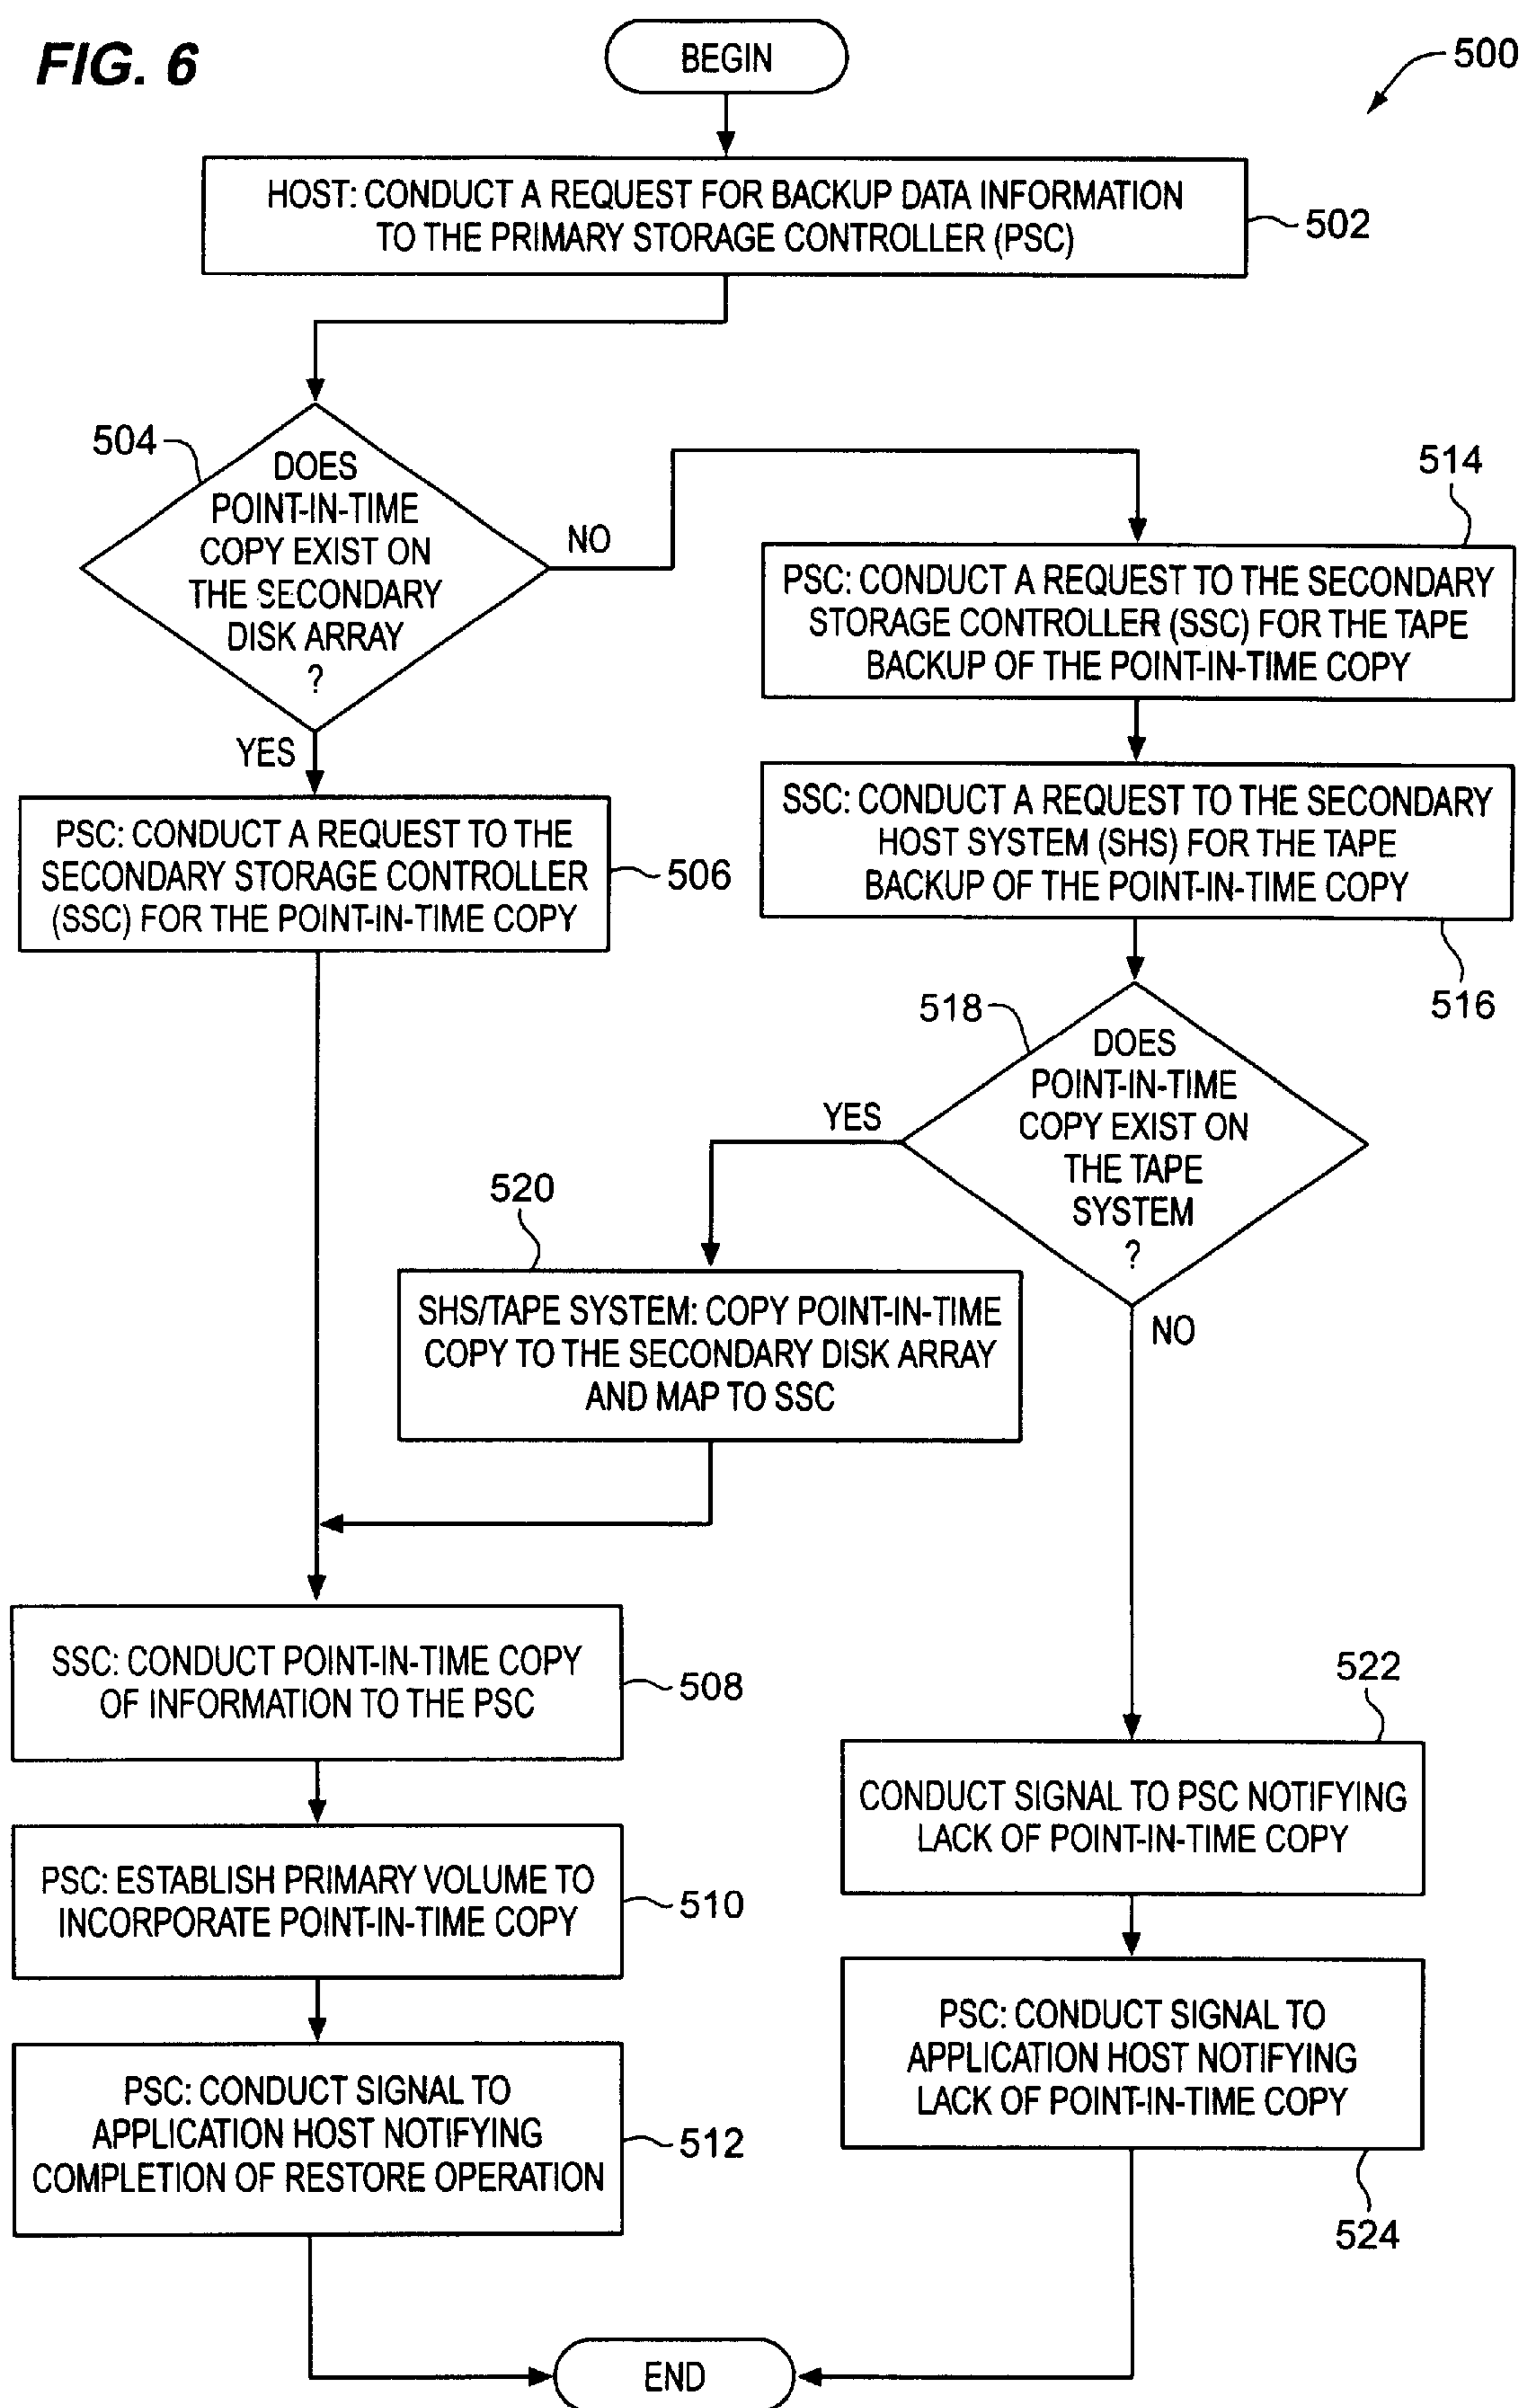 FIG. 6
BEGIN
500
HOST: CONDUCT A REQUEST FOR BACKUP DATA INFORMATION
TO THE PRIMARY STORAGE CONTROLLER (PSC)
502
504
DOES
POINT-IN-TIME
COPY EXIST ON
THE SECONDARY
DISK ARRAY
?
NO
YES
514
PSC: CONDUCT A REQUEST TO THE SECONDARY
STORAGE CONTROLLER (SSC) FOR THE TAPE
BACKUP OF THE POINT-IN-TIME COPY
PSC: CONDUCT A REQUEST TO THE
SECONDARY STORAGE CONTROLLER
(SSC) FOR THE POINT-IN-TIME COPY
506
SSC: CONDUCT A REQUEST TO THE SECONDARY
HOST SYSTEM (SHS) FOR THE TAPE
BACKUP OF THE POINT-IN-TIME COPY
516
518
DOES
POINT-IN-TIME
COPY EXIST ON
THE TAPE
SYSTEM
?
YES
NO
520
SHS/TAPE SYSTEM: COPY POINT-IN-TIME
COPY TO THE SECONDARY DISK ARRAY
AND MAP TO SSC
SSC: CONDUCT POINT-IN-TIME COPY
OF INFORMATION TO THE PSC
508
522
CONDUCT SIGNAL TO PSC NOTIFYING
LACK OF POINT-IN-TIME COPY
PSC: ESTABLISH PRIMARY VOLUME TO
INCORPORATE POINT-IN-TIME COPY
510
PSC: CONDUCT SIGNAL TO
APPLICATION HOST NOTIFYING
LACK OF POINT-IN-TIME COPY
524
PSC: CONDUCT SIGNAL TO
APPLICATION HOST NOTIFYING
COMPLETION OF RESTORE OPERATION
512
END